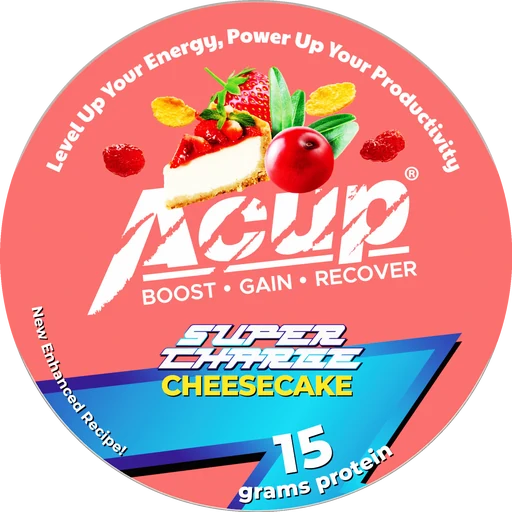 Level Up Your Energy, Power Up Your Productivity
Acup®
BOOST • GAIN • RECOVER
SUPER
CHARGE
CHEESECAKE
New Enhanced Recipe!
15
grams protein